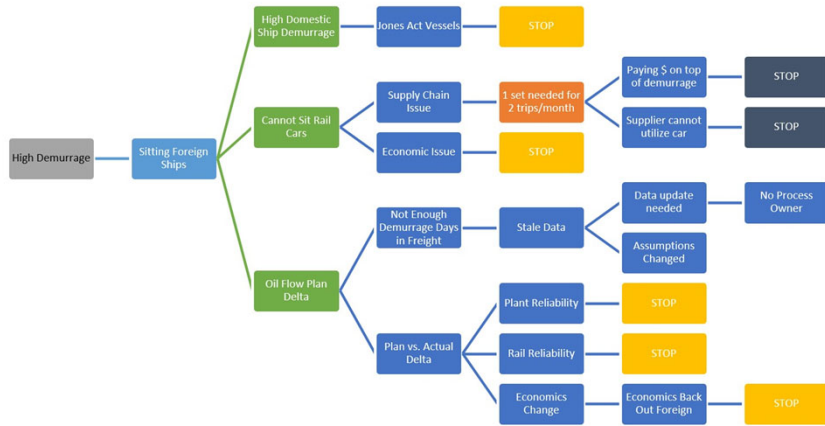 High Domestic
Ship Demurrage
Jones Act Vessels
STOP
Paying $ on top
of demurrage
STOP
Supply Chain
Issue
1 set needed for
2 trips/month
Cannot Sit Rail
Cars
Supplier cannot
utilize car
STOP
Economic Issue
STOP
High Demurrage
Sitting Foreign
Ships
Data update
needed
No Process
Owner
Not Enough
Demurrage Days
in Freight
Stale Data
Assumptions
Changed
Oil Flow Plan
Delta
Plant Reliability
STOP
Plan vs. Actual
Delta
Rail Reliability
STOP
Economics
Change
Economics Back
Out Foreign
STOP